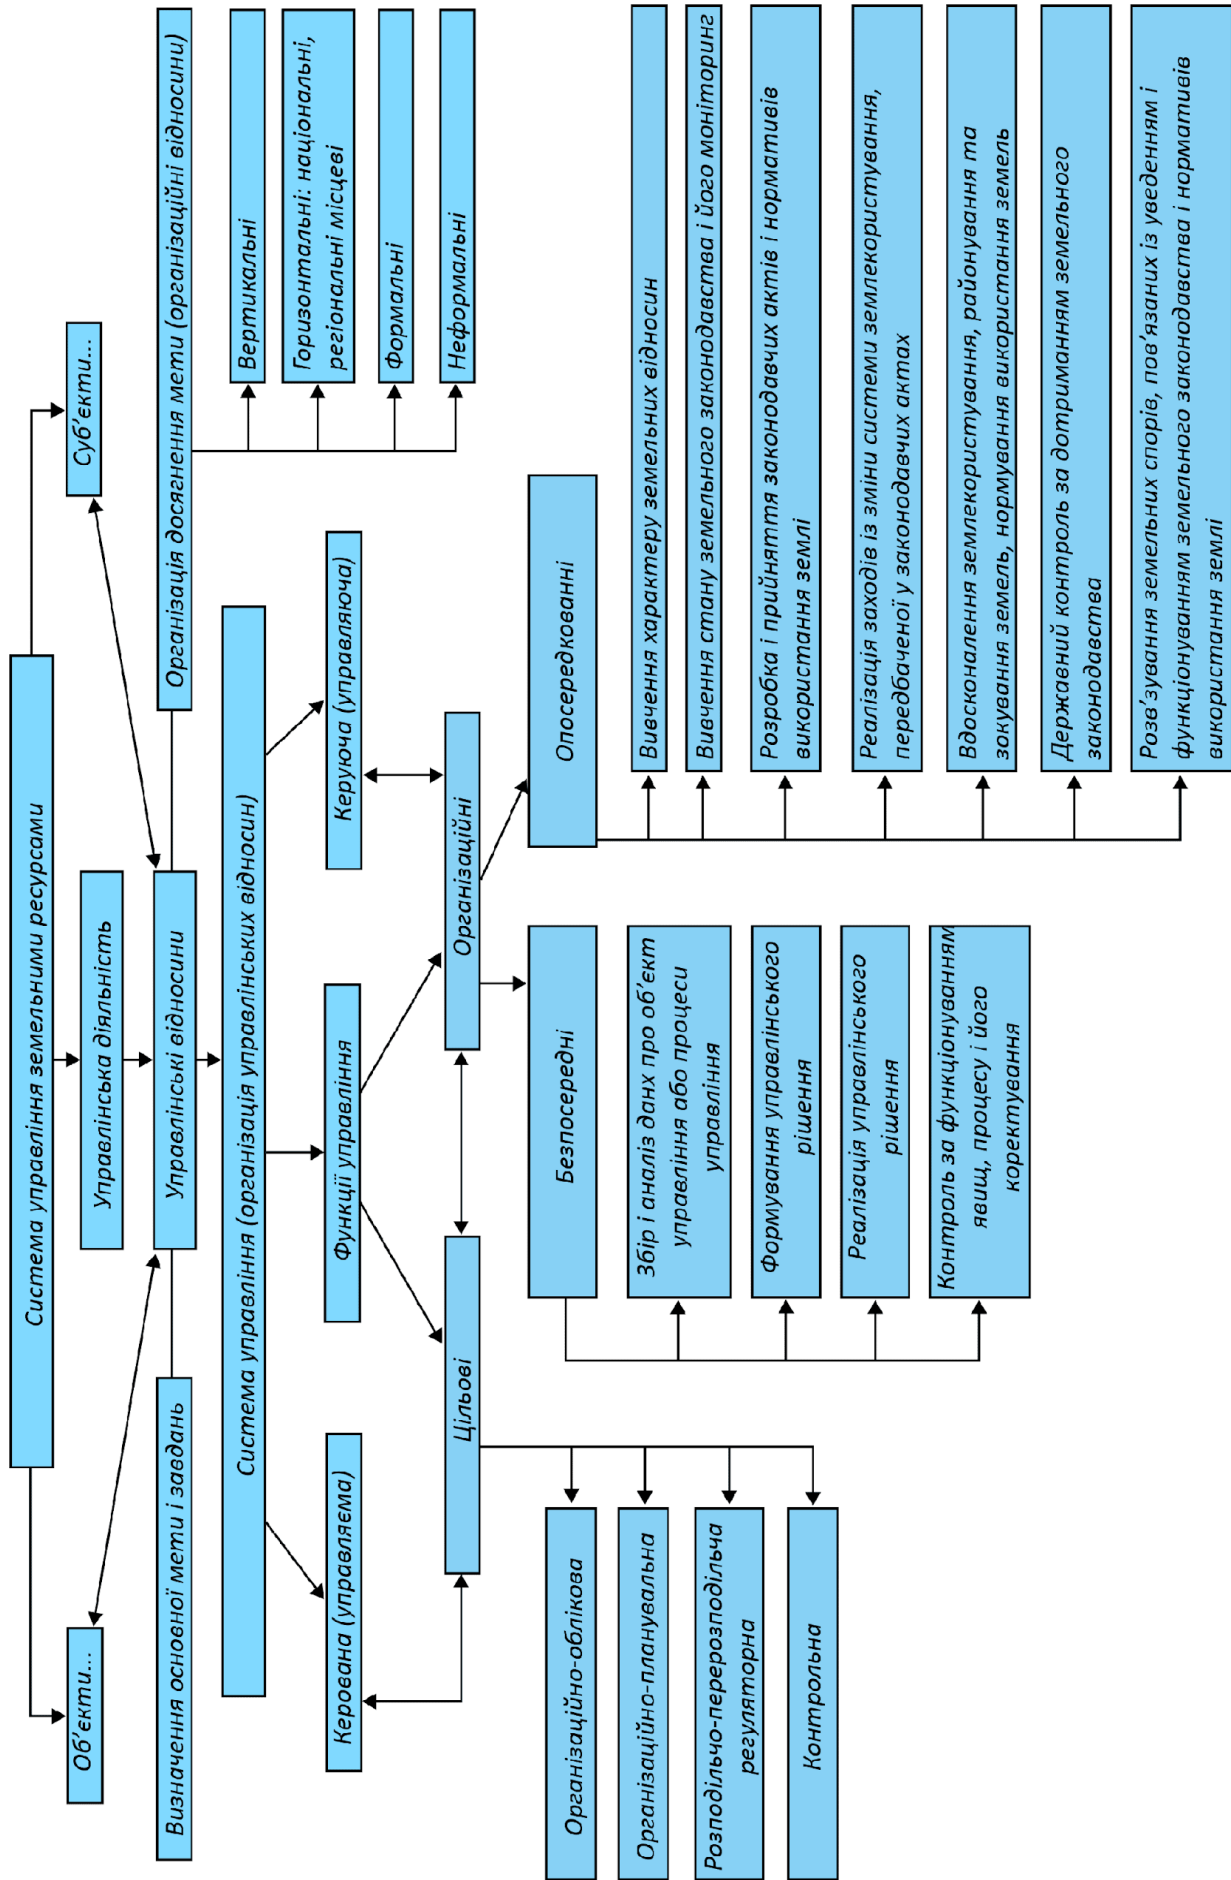 Система управління земельними ресурсами
Об'єкти...
Управлінська діяльність
Суб'єкти...
Визначення основної мети і завдань
Управлінські відносини
Організація досягнення мети (організаційні відносини)
Система управління (організація управлінських відносин)
Вертикальні
Горизонтальні: національні,
регіональні місцеві
Формальні
Неформальні
Керована (управляєма)
Функції управління
Керуюча (управляюча)
Цільові
Організаційні
Організаційно-облікова
Організаційно-планувальна
Розподільчо-перерозподільча
регуляторна
Контрольна
Безпосередні
Збір і аналіз данх про об'єкт
управління або процеси
управління
Формування управлінського
рішення
Реалізація управлінського
рішення
Контроль за функціонуванням
явищ, процесу і його
коректування
Опосередкованні
Вивчення характеру земельних відносин
Вивчення стану земельного законодавства і його моніторинг
Розробка і прийняття законодавчих актів і нормативів
використання землі
Реалізація заходів із зміни системи землекористування,
передбаченої у законодавчих актах
Вдосконалення землекористування, районування та
зонування земель, нормування використання земель
Державний контроль за дотриманням земельного
законодавства
Розв'зування земельних спорів, пов'язаних із уведенням і
функціонуванням земельного законодавства і нормативів
використання землі